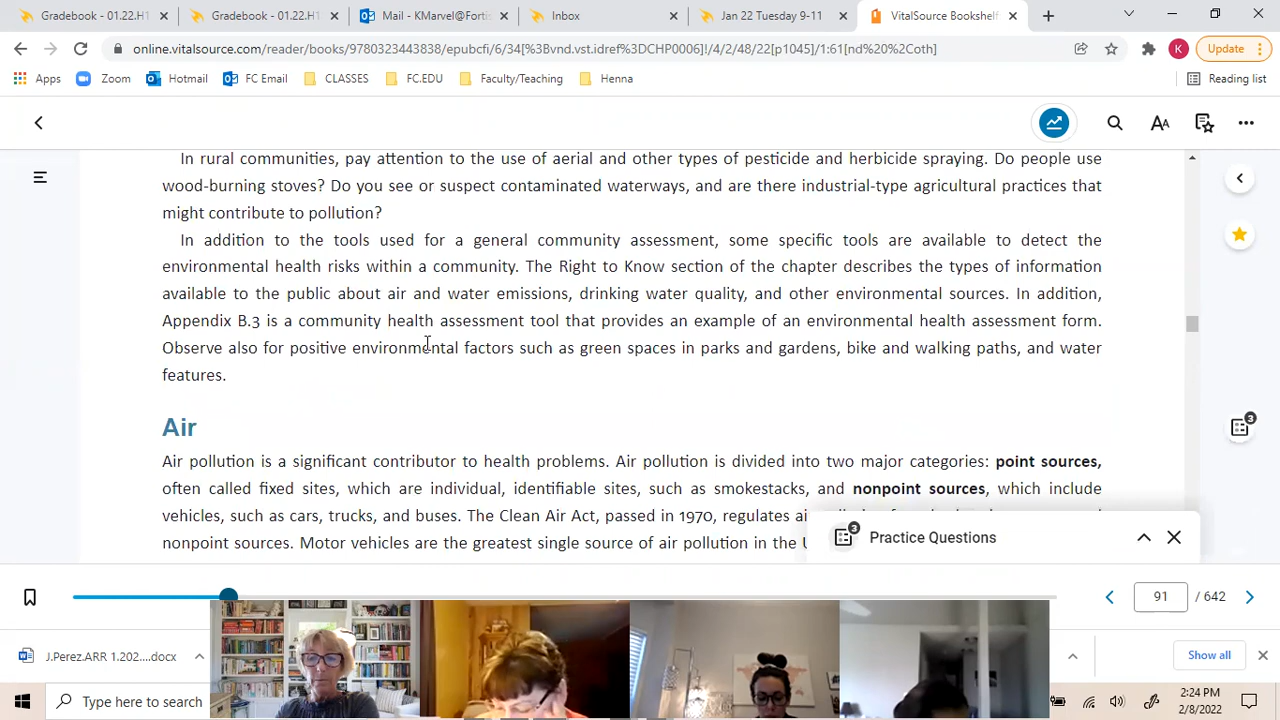 Gradebook - 01.22.H1
Gradebook - 01.22.H1
Mail - KMarvel@Fortis
Inbox
Jan 22 Tuesday 9-11
VitalSource Bookshelf
online.vitalsource.com/reader/books/9780323443838/epubcfi/6/34[%3Bvnd.vst.idref%3DCHP0006]!/4/2/48/22[p1045]/1:61[nd%20%2Coth]
K
Update
Apps
Zoom
Hotmail
FC Email
CLASSES
FC.EDU
Faculty/Teaching
Henna
Reading list
In rural communities, pay attention to the use of aerial and other types of pesticide and herbicide spraying. Do people use
wood-burning stoves? Do you see or suspect contaminated waterways, and are there industrial-type agricultural practices that
might contribute to pollution?
In addition to the tools used for a general community assessment, some specific tools are available to detect the
environmental health risks within a community. The Right to Know section of the chapter describes the types of information
available to the public about air and water emissions, drinking water quality, and other environmental sources. In addition,
Appendix B.3 is a community health assessment tool that provides an example of an environmental health assessment form.
Observe also for positive environmental factors such as green spaces in parks and gardens, bike and walking paths, and water
features.
Air
Air pollution is a significant contributor to health problems. Air pollution is divided into two major categories: point sources,
often called fixed sites, which are individual, identifiable sites, such as smokestacks, and nonpoint sources, which include
vehicles, such as cars, trucks, and buses. The Clean Air Act, passed in 1970, regulates
nonpoint sources. Motor vehicles are the greatest single source of air pollution in the
3
3 Practice Questions
91 / 642
J.Perez.ARR 1.202....docx
Show all
Type here to search
2:24 PM
2/8/2022